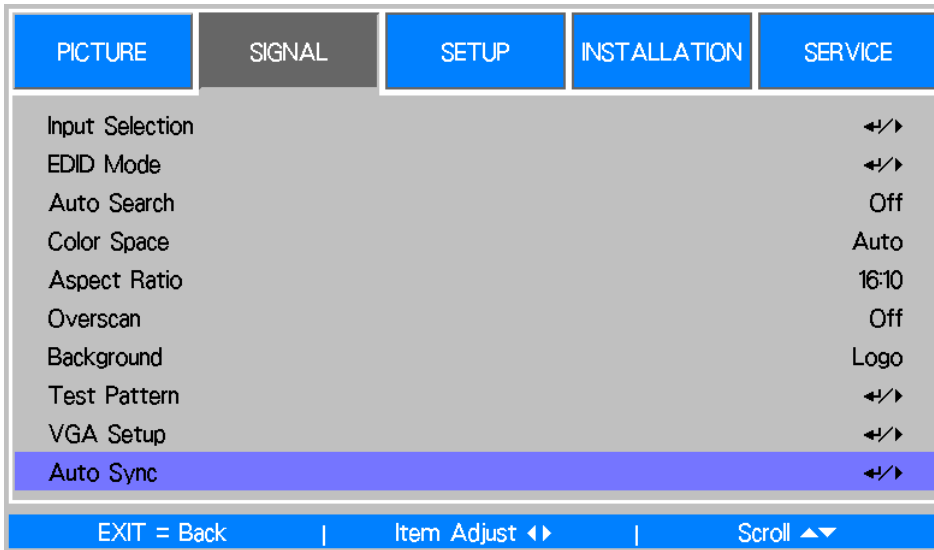 PICTURE SIGNAL SETUP INSTALLATION SERVICE
Input Selection ↵/▶
EDID Mode ↵/▶
Auto Search Off
Color Space Auto
Aspect Ratio 16:10
Overscan Off
Background Logo
Test Pattern ↵/▶
VGA Setup ↵/▶
Auto Sync ↵/▶
EXIT = Back | Item Adjust ◀▶ | Scroll ▲▼